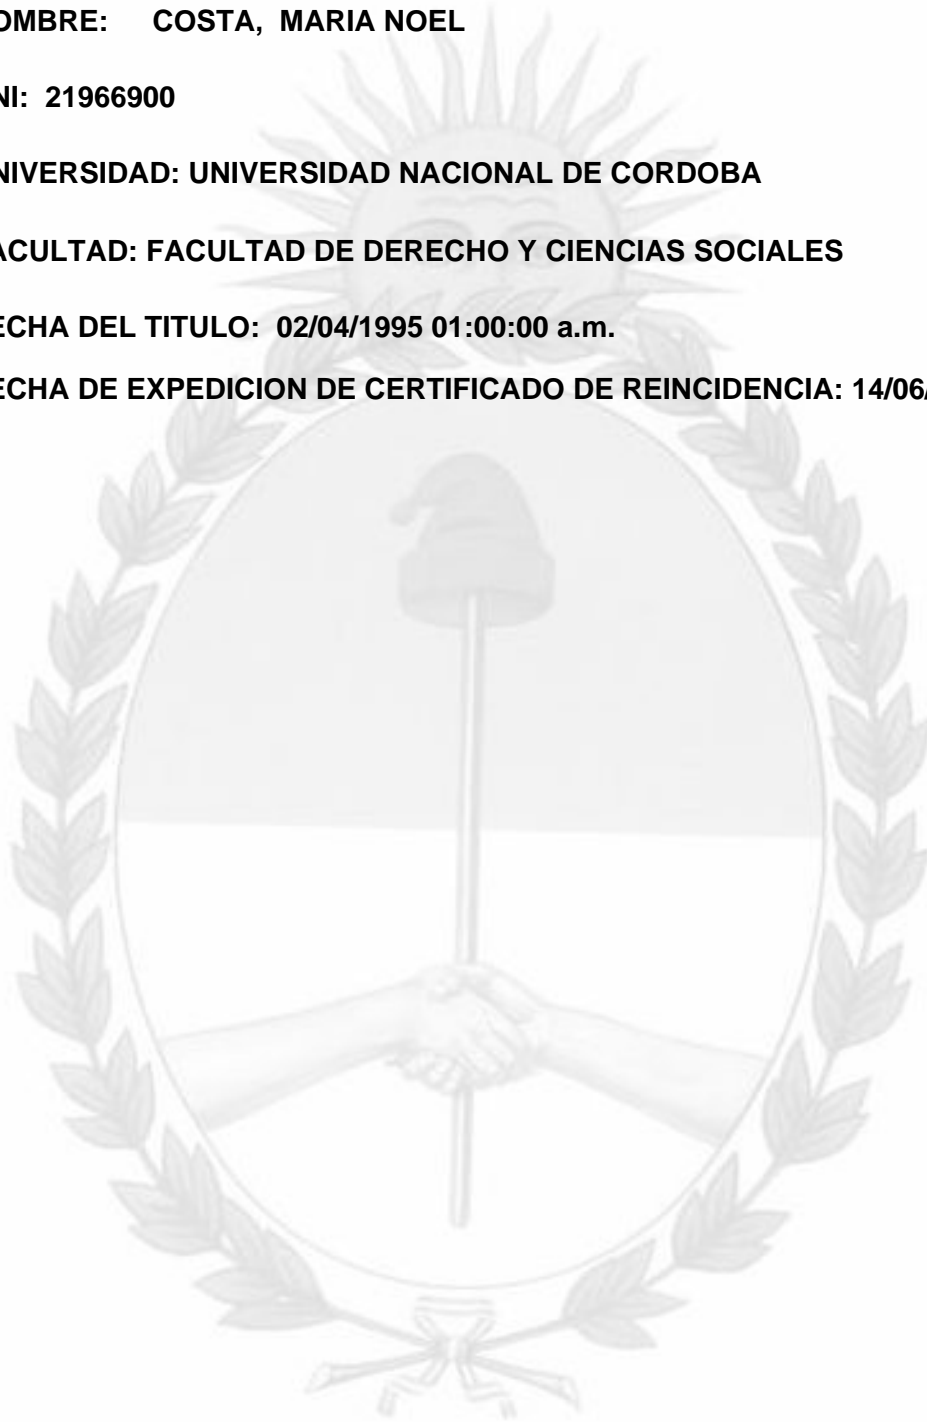 OMBRE: COSTA, MARIA NOEL
NI: 21966900
NIVERSIDAD: UNIVERSIDAD NACIONAL DE CORDOBA
ACULTAD: FACULTAD DE DERECHO Y CIENCIAS SOCIALES
ECHA DEL TITULO: 02/04/1995 01:00:00 a.m.
ECHA DE EXPEDICION DE CERTIFICADO DE REINCIDENCIA: 14/06/